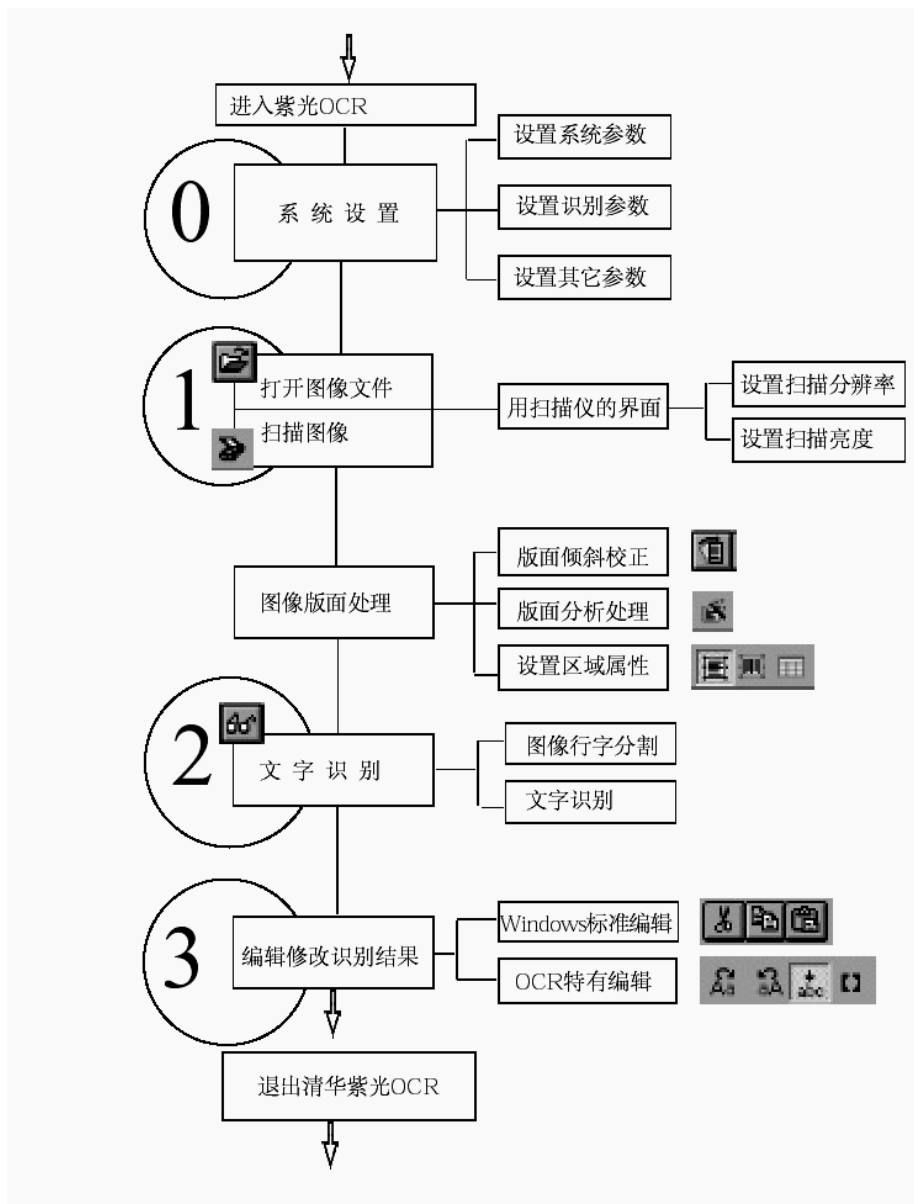 进入紫光OCR
设置系统参数
0
系统设置
设置识别参数
设置其它参数
1
打开图像文件
扫描图像
用扫描仪的界面
设置扫描分辨率
设置扫描亮度
版面倾斜校正
图像版面处理
版面分析处理
设置区域属性
2
文字识别
图像行字分割
文字识别
3
编辑修改识别结果
Windows标准编辑
OCR特有编辑
Aa
aA
abc
退出清华紫光OCR